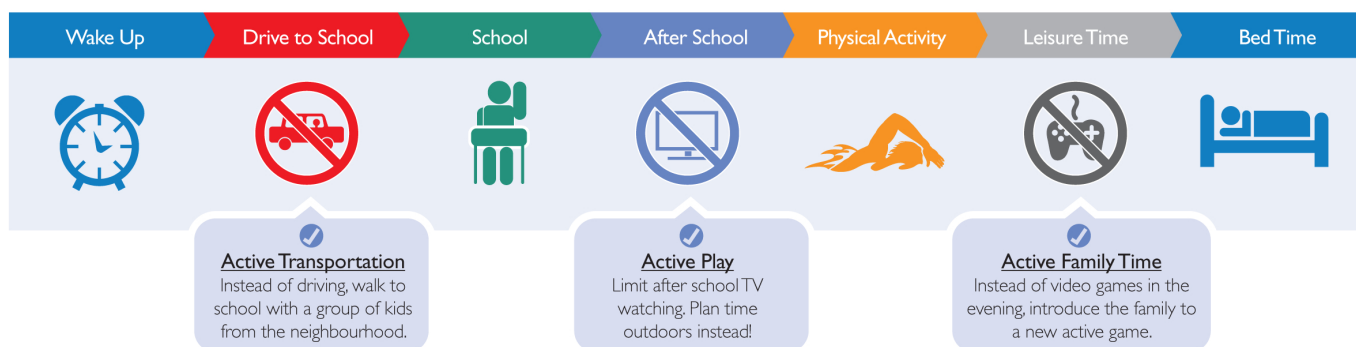 Wake Up
Drive to School
School
After School
Physical Activity
Leisure Time
Bed Time
Active Transportation
Instead of driving, walk to
school with a group of kids
from the neighbourhood.
Active Play
Limit after school TV
watching. Plan time
outdoors instead!
Active Family Time
Instead of video games in the
evening, introduce the family to
a new active game.